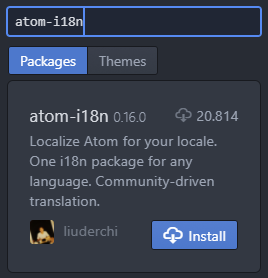 atom-i18n
Packages Themes
atom-i18n 0.16.0 20.814
Localize Atom for your locale.
One i18n package for any
language. Community-driven
translation.
liuderchi Install